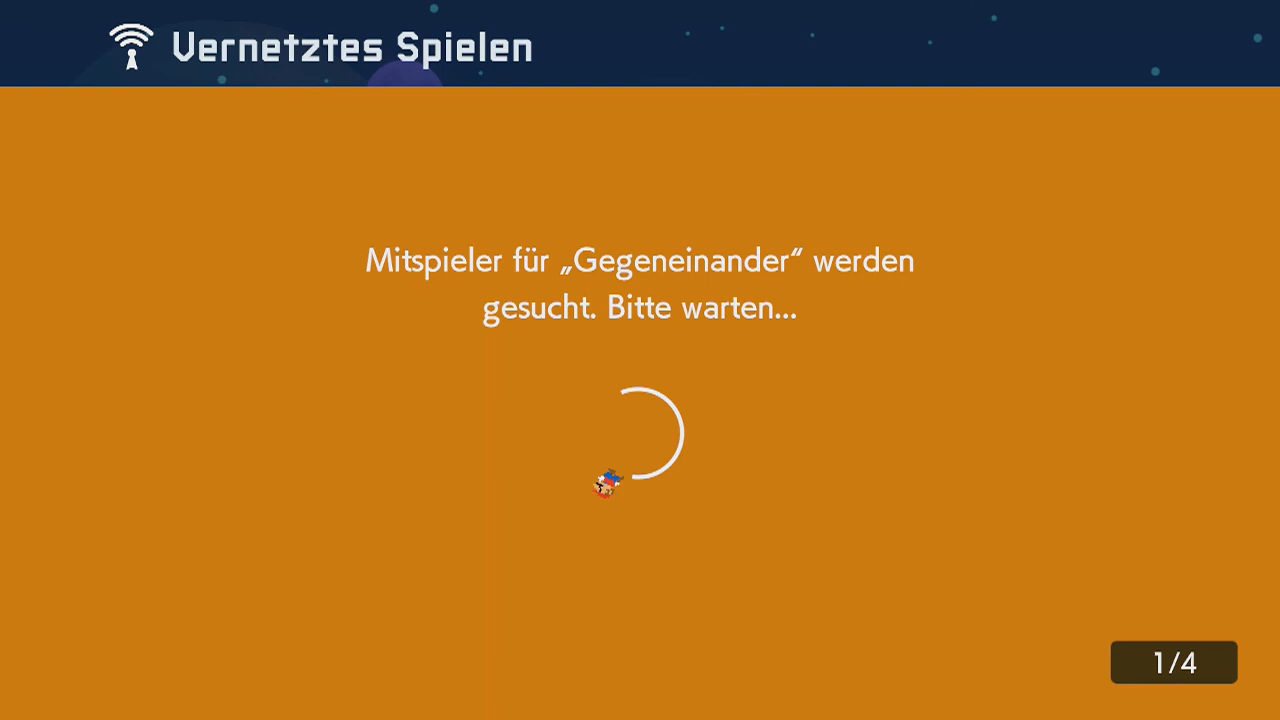 Vernetztes Spielen
Mitspieler für „Gegeneinander“ werden
gesucht. Bitte warten...
1/4